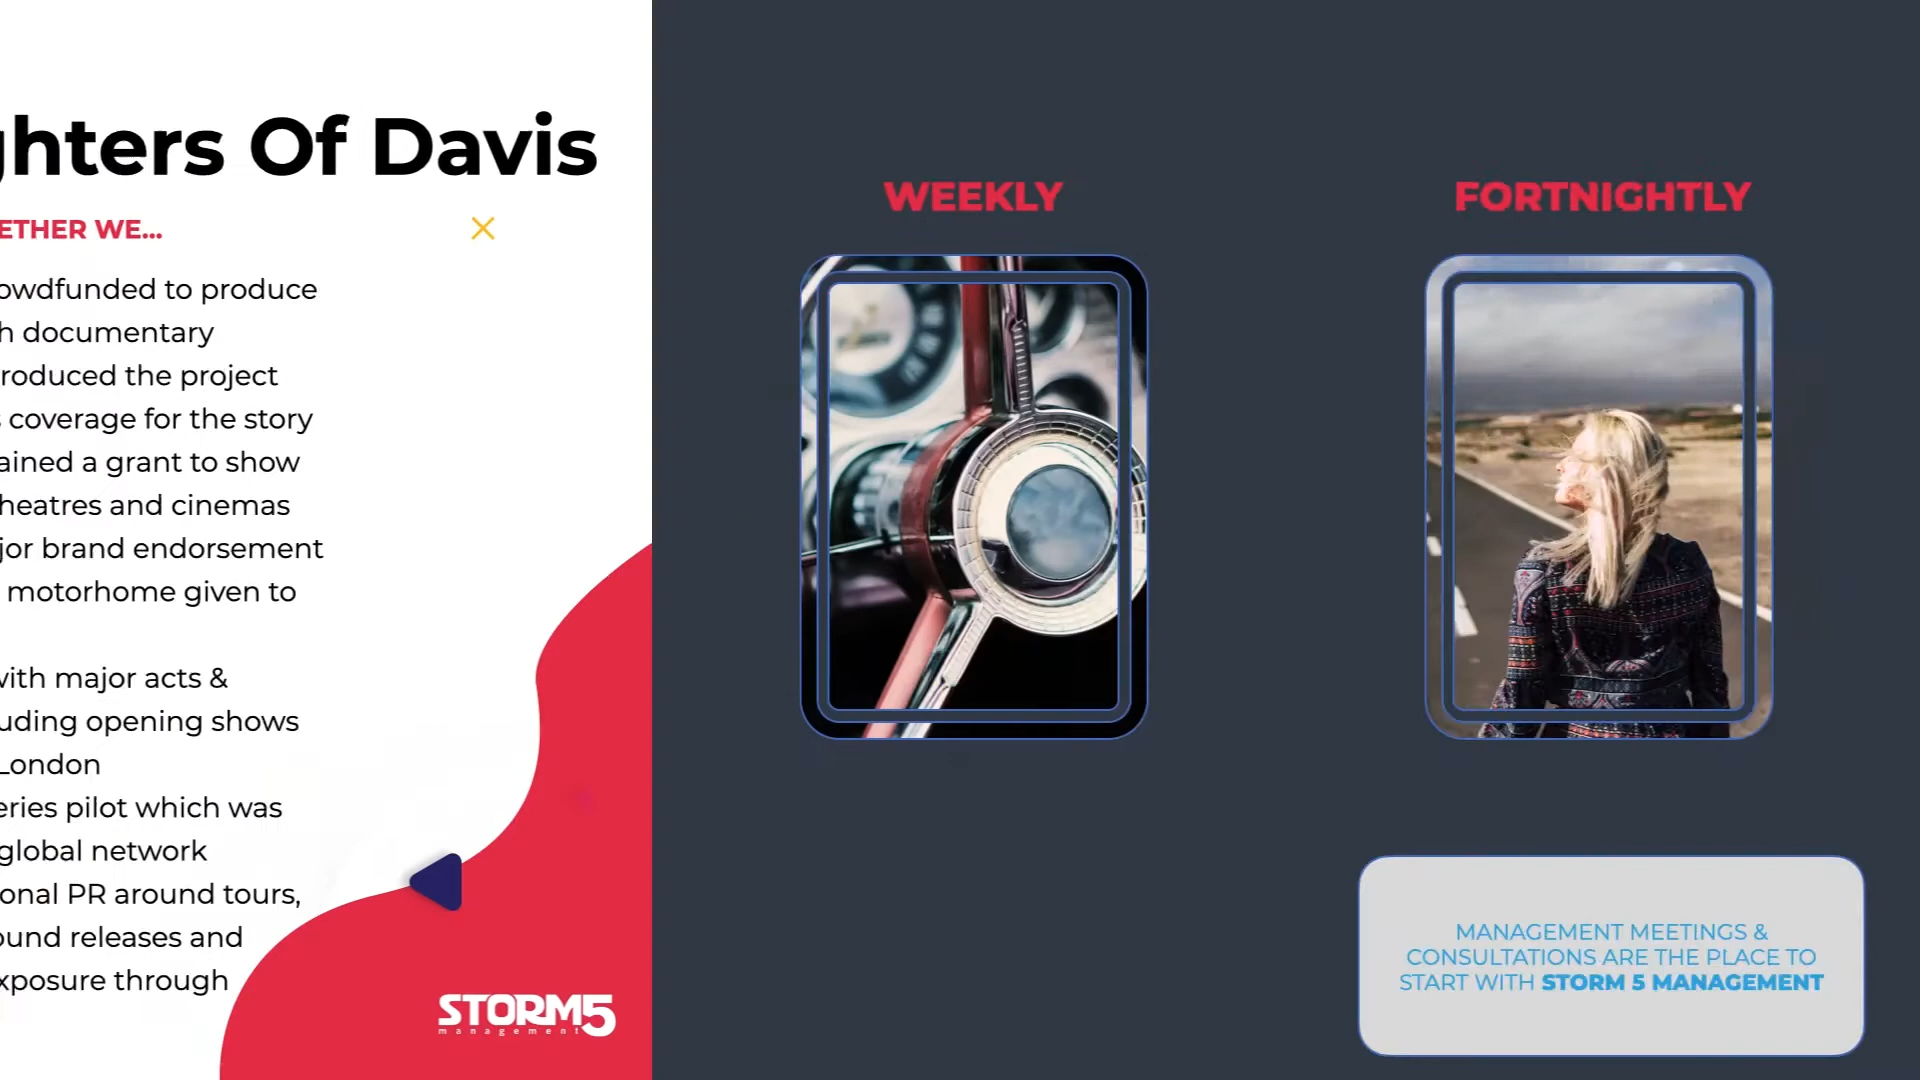 ghters Of Davis
ETHER WE...
owdfunded to produce
h documentary
roduced the project
s coverage for the story
ained a grant to show
heatres and cinemas
jor brand endorsement
motorhome given to
with major acts &
uding opening shows
London
eries pilot which was
global network
onal PR around tours,
ound releases and
xposure through
STORM5
management
WEEKLY
FORTNIGHTLY
MANAGEMENT MEETINGS &
CONSULTATIONS ARE THE PLACE TO
START WITH STORM 5 MANAGEMENT